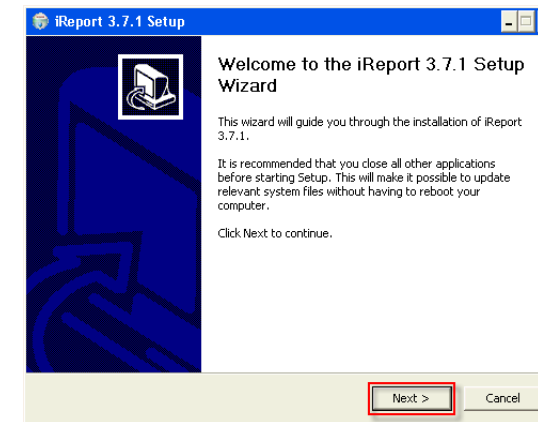 iReport 3.7.1 Setup
Welcome to the iReport 3.7.1 Setup
Wizard
This wizard will guide you through the installation of iReport
3.7.1.
It is recommended that you close all other applications
before starting Setup. This will make it possible to update
relevant system files without having to reboot your
computer.
Click Next to continue.
Next > Cancel